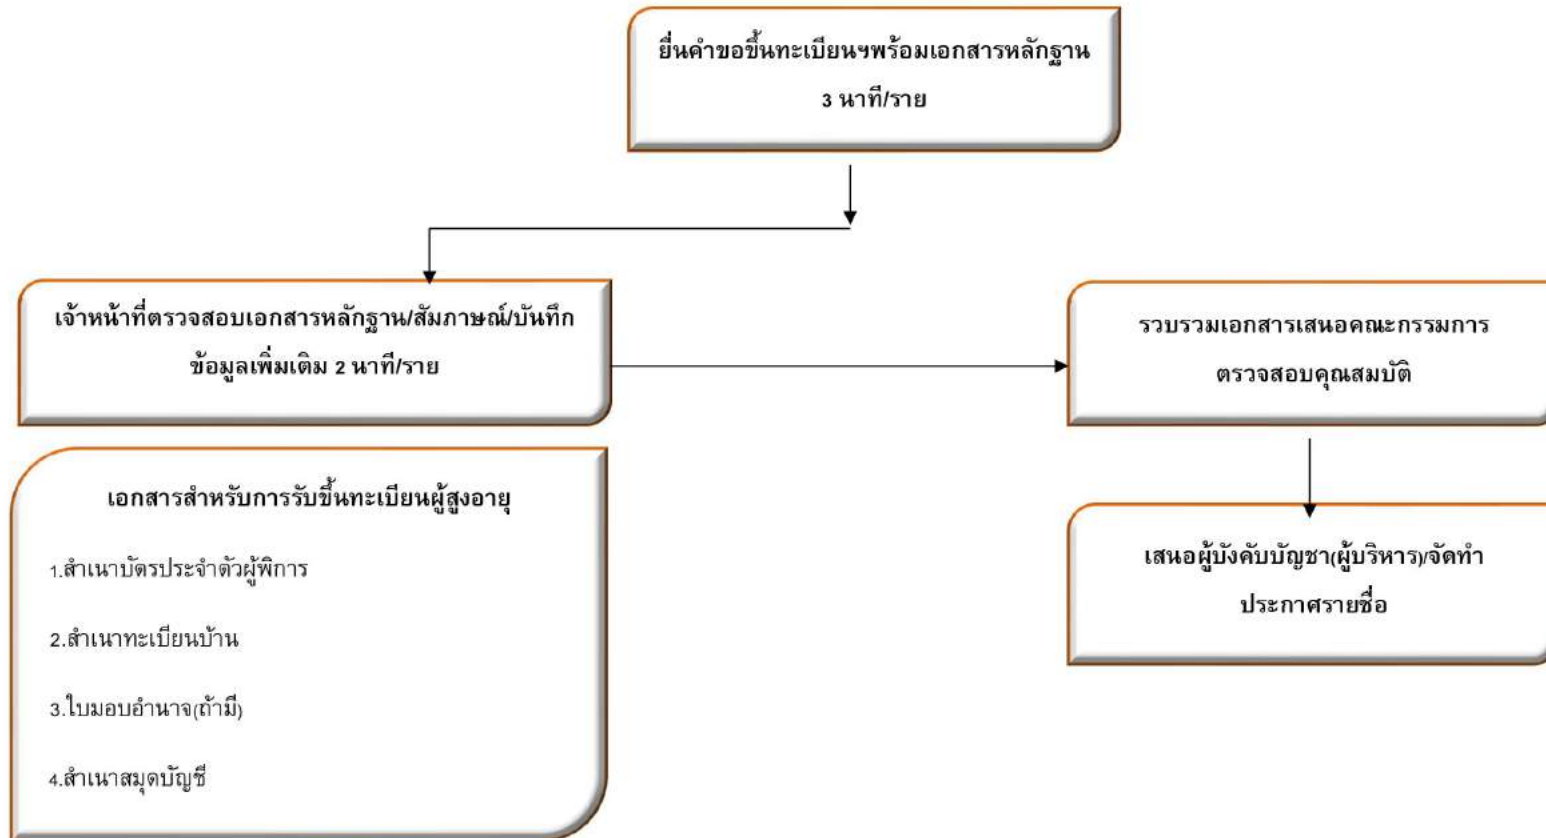 ยื่นคำขอขึ้นทะเบียนฯพร้อมเอกสารหลักฐาน
3 นาที/ราย
เจ้าหน้าที่ตรวจสอบเอกสารหลักฐาน/สัมภาษณ์/บันทึก
ข้อมูลเพิ่มเติม 2 นาที/ราย
รวบรวมเอกสารเสนอคณะกรรมการ
ตรวจสอบคุณสมบัติ
เอกสารสำหรับการรับขึ้นทะเบียนผู้สูงอายุ
1.สำเนาบัตรประจำตัวผู้พิการ
2.สำเนาทะเบียนบ้าน
3.ใบมอบอำนาจ(ถ้ามี)
4.สำเนาสมุดบัญชี
เสนอผู้บังคับบัญชา(ผู้บริหาร)/จัดทำ
ประกาศรายชื่อ